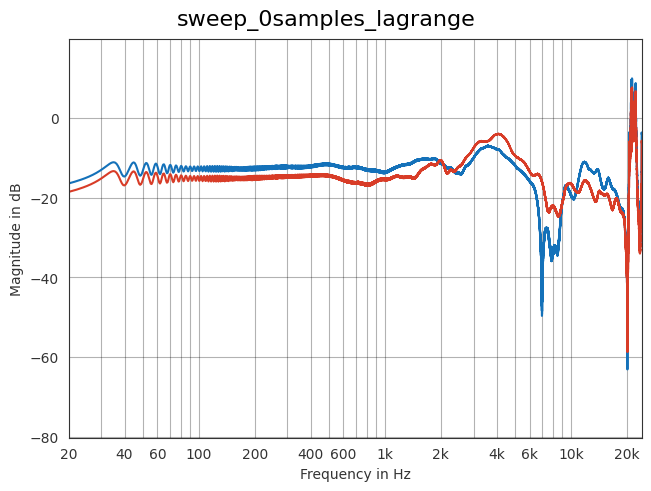 sweep_0samples_lagrange
Magnitude in dB
0
−20
−40
−60
−80
20 40 60 100 200 400 600 1k 2k 4k 6k 10k 20k
Frequency in Hz